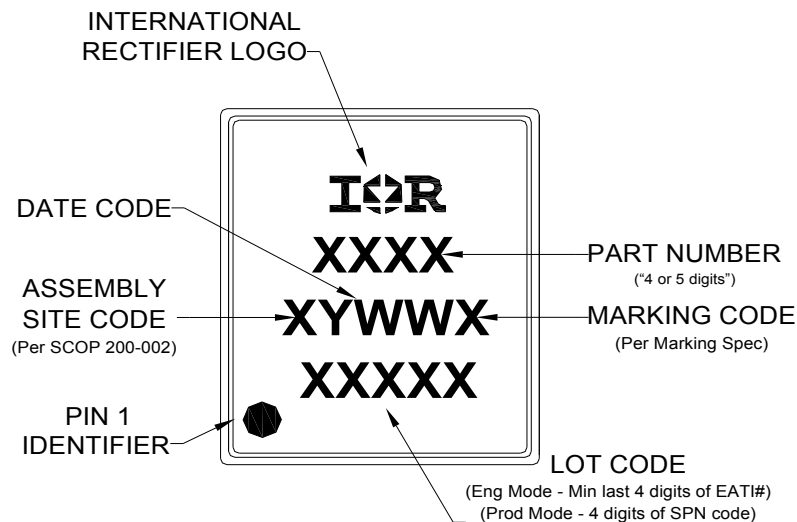 INTERNATIONAL
RECTIFIER LOGO
IOR
DATE CODE
XXXX
PART NUMBER
(“4 or 5 digits”)
ASSEMBLY
SITE CODE
(Per SCOP 200-002)
XYWWX
MARKING CODE
(Per Marking Spec)
XXXXX
PIN 1
IDENTIFIER
LOT CODE
(Eng Mode - Min last 4 digits of EATI#)
(Prod Mode - 4 digits of SPN code)